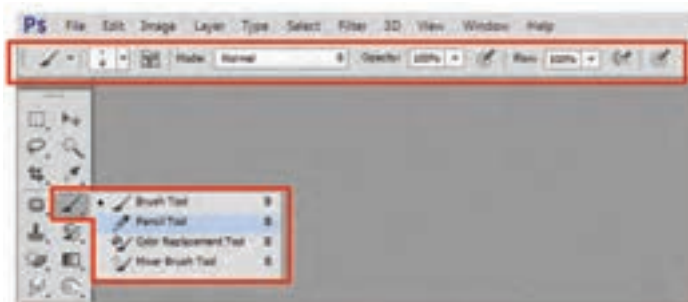 Ps File Edit Image Layer Type Select Filter 3D View Window Help
Mode: Normal Opacity: 100% Flow: 100%
Brush Tool B
Pencil Tool B
Color Replacement Tool B
Mixer Brush Tool B